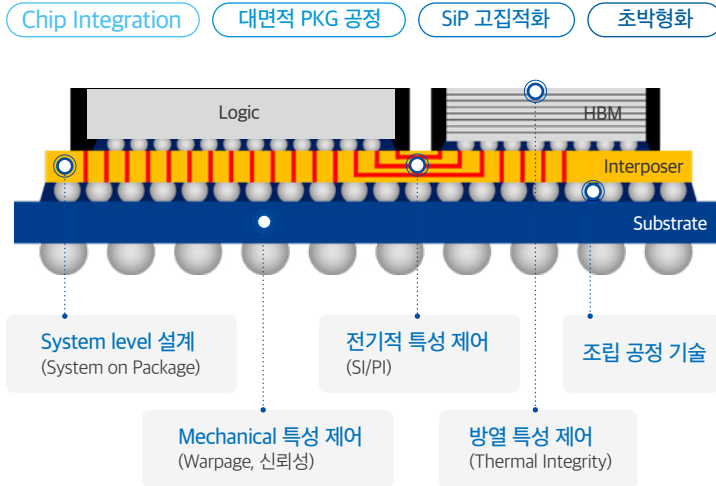 Chip Integration
대면적 PKG 공정
SiP 고집적화
초박형화
Logic
HBM
Interposer
Substrate
System level 설계
(System on Package)
전기적 특성 제어
(SI/PI)
조립 공정 기술
Mechanical 특성 제어
(Warpage, 신뢰성)
방열 특성 제어
(Thermal Integrity)